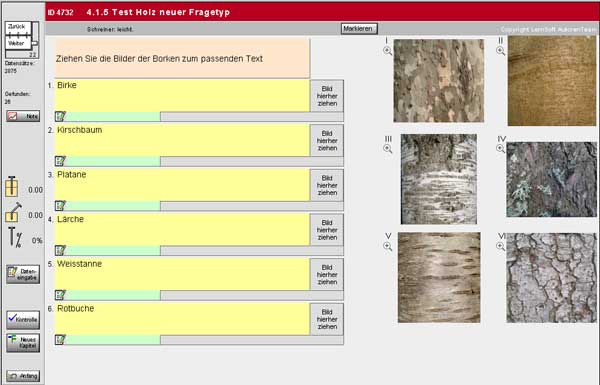 ID 4732 4.1.5 Test Holz neuer Fragetyp
Zurück
Weiter
22
Schreiner: leicht.
Markieren
Copyright LernSoft AutorenTeam
Datensätze:
2875
Gefunden:
26
Note
0.00
0.00
0%
Daten-
eingabe
Kontrolle
Neues
Kapitel
Anfang
Ziehen Sie die Bilder der Borken zum passenden Text
1. Birke
Bild
hierher
ziehen
2. Kirschbaum
Bild
hierher
ziehen
3. Platane
Bild
hierher
ziehen
4. Lärche
Bild
hierher
ziehen
5. Weisstanne
Bild
hierher
ziehen
6. Rotbuche
Bild
hierher
ziehen
I
II
III
IV
V
VI